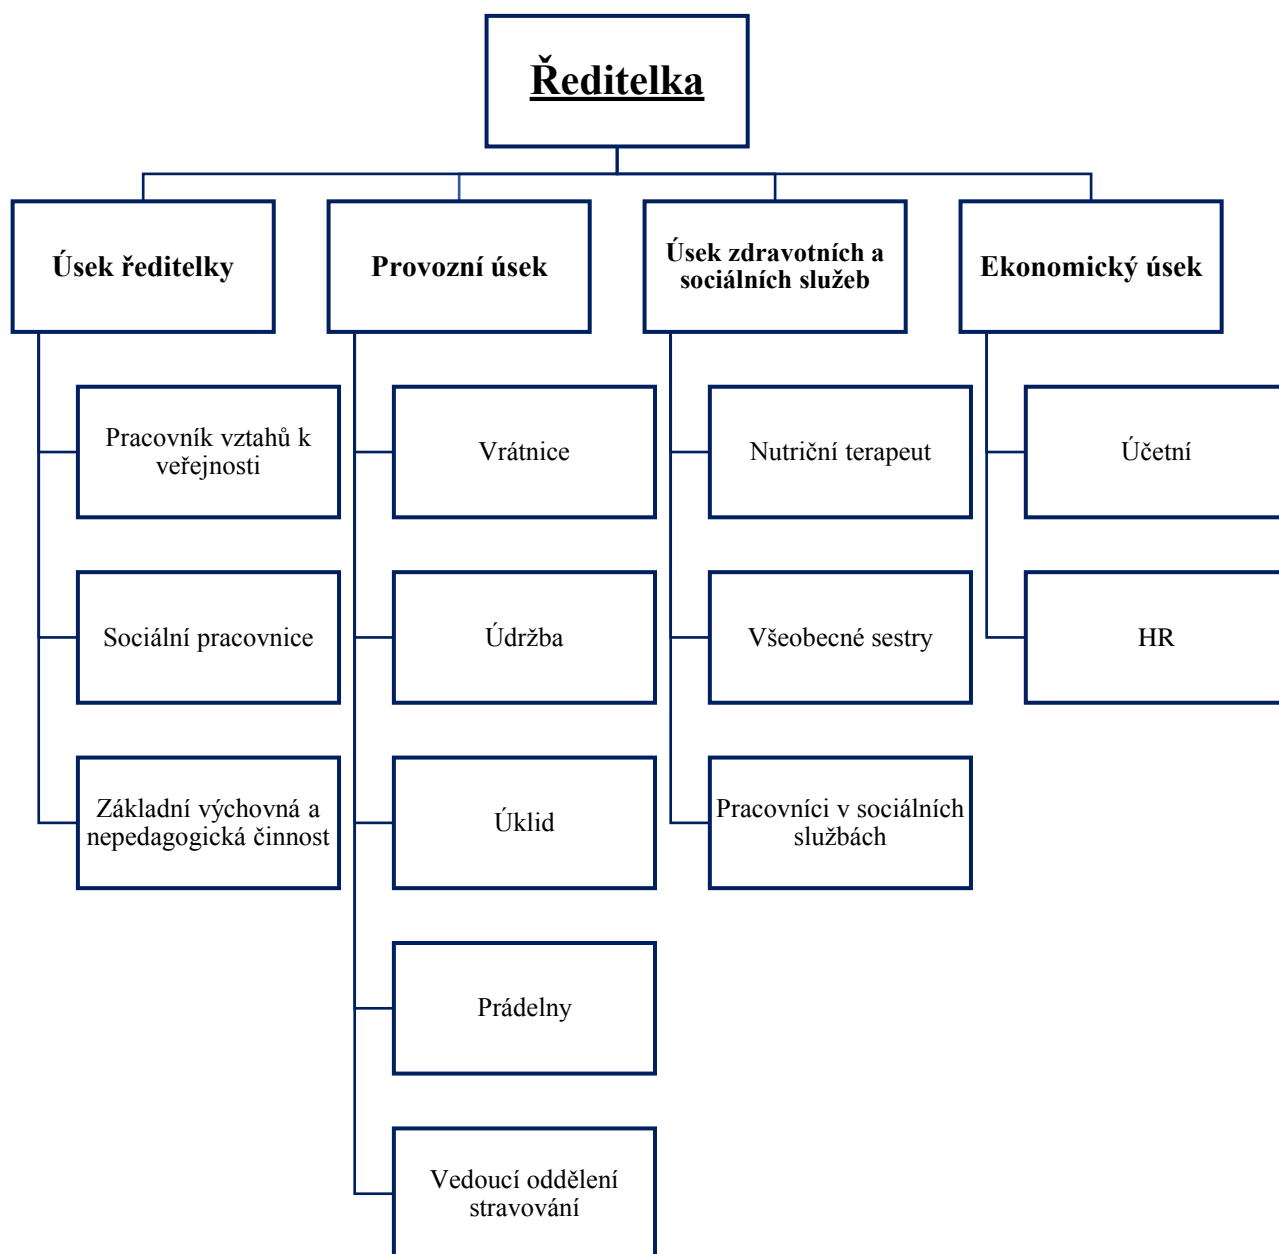 Ředitelka
Úsek ředitelky
Provozní úsek
Úsek zdravotních a
sociálních služeb
Ekonomický úsek
Pracovník vztahů k
veřejnosti
Vrátnice
Nutriční terapeut
Účetní
Sociální pracovnice
Údržba
Všeobecné sestry
HR
Základní výchovná a
nepedagogická činnost
Úklid
Pracovníci v sociálních
službách
Prádelny
Vedoucí oddělení
stravování